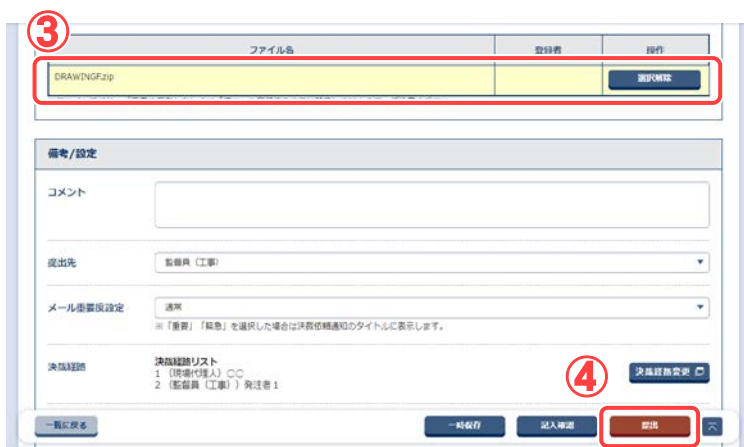 ③
ファイル名 登録者 操作
DRAWINGF.zip 選択解除
備考/設定
コメント
提出先 監督員（工事）
メール重要度設定 通常
※「重要」「緊急」を選択した場合は決裁依頼通知のタイトルに表示します。
決裁経路 決裁経路リスト
1 （現場代理人）○○
2 （監督員（工事））発注者1
決裁経路変更
④
一覧に戻る 一時保存 記入確認 提出